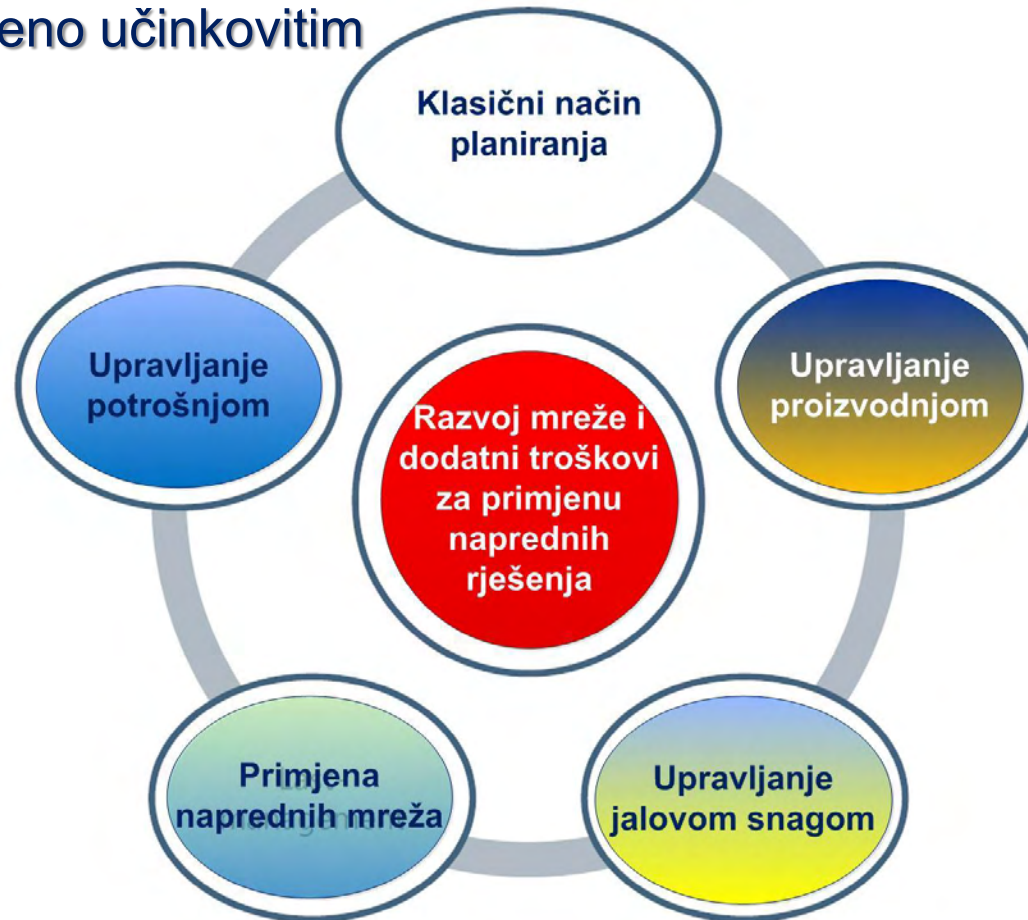 eno učinkovitim
Klasični način
planiranja
Upravljanje
potrošnjom
Upravljanje
proizvodnjom
Razvoj mreže i
dodatni troškovi
za primjenu
naprednih
rješenja
Primjena
naprednih mreža
Upravljanje
jalovom snagom